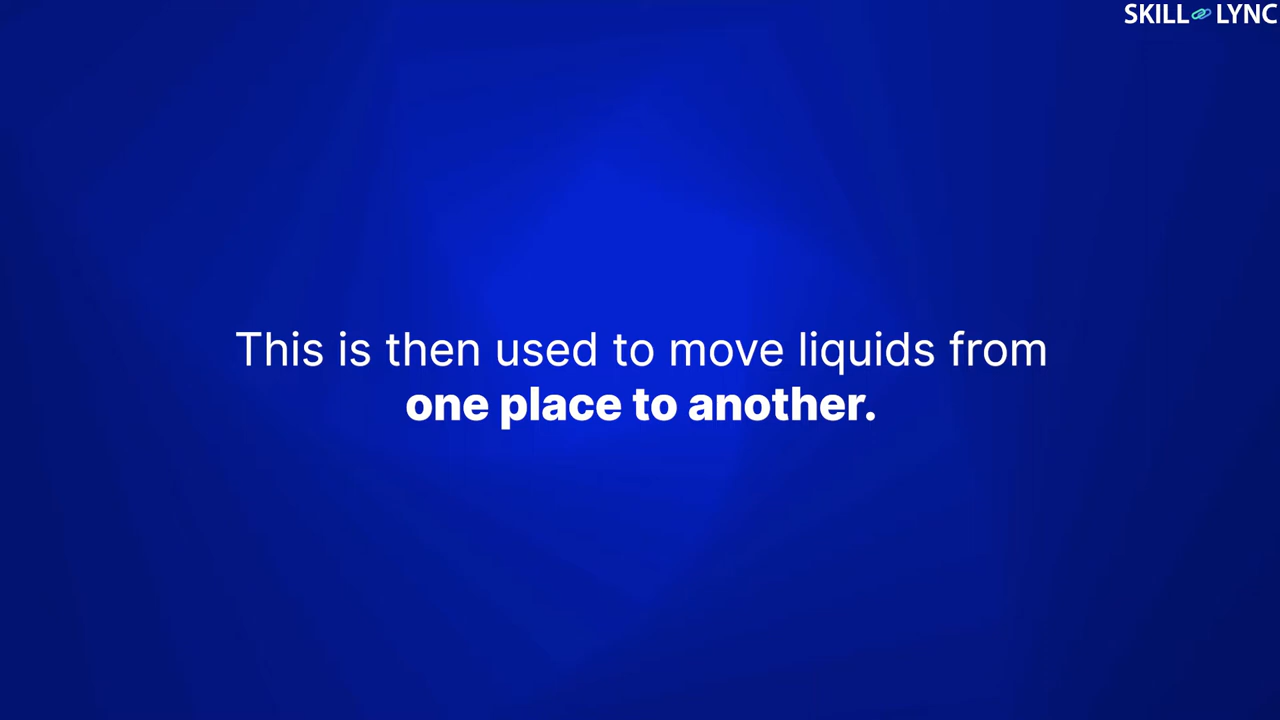 SKILL LYNC
This is then used to move liquids from
one place to another.